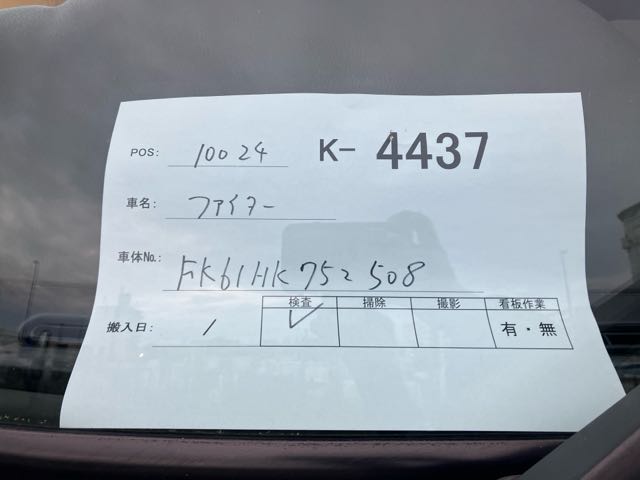 POS: 10024 K- 4437
車名: ファイター
車体No.: FK61HK752508
検査 掃除 撮影 看板作業
搬入日: / ✓ 有・無